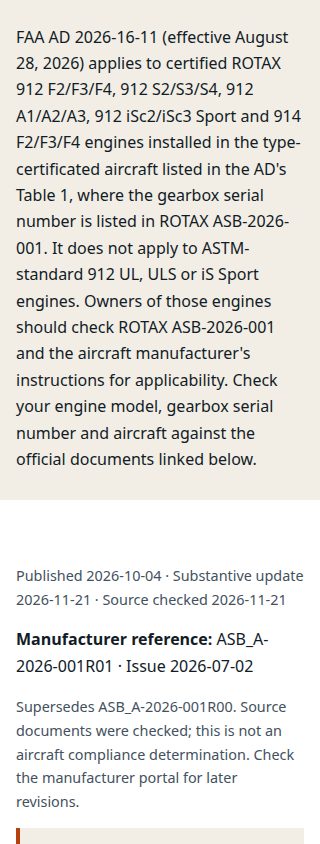 FAA AD 2026-16-11 (effective August
28, 2026) applies to certified ROTAX
912 F2/F3/F4, 912 S2/S3/S4, 912
A1/A2/A3, 912 iSc2/iSc3 Sport and 914
F2/F3/F4 engines installed in the type-
certificated aircraft listed in the AD's
Table 1, where the gearbox serial
number is listed in ROTAX ASB-2026-
001. It does not apply to ASTM-
standard 912 UL, ULS or iS Sport
engines. Owners of those engines
should check ROTAX ASB-2026-001
and the aircraft manufacturer's
instructions for applicability. Check
your engine model, gearbox serial
number and aircraft against the
official documents linked below.
Published 2026-10-04 · Substantive update
2026-11-21 · Source checked 2026-11-21
Manufacturer reference: ASB_A-
2026-001R01 · Issue 2026-07-02
Supersedes ASB_A-2026-001R00. Source
documents were checked; this is not an
aircraft compliance determination. Check
the manufacturer portal for later
revisions.